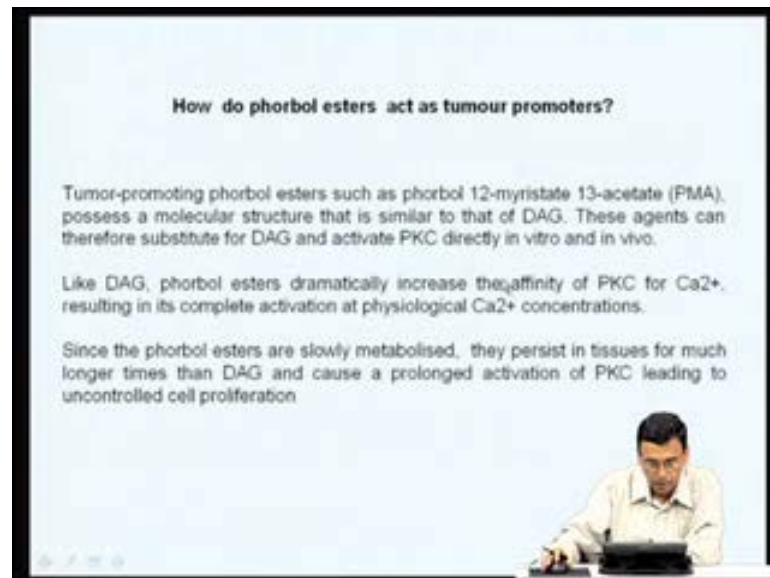 How do phorbol esters act as tumour promoters?
Tumor-promoting phorbol esters such as phorbol 12-myristate 13-acetate (PMA),
possess a molecular structure that is similar to that of DAG. These agents can
therefore substitute for DAG and activate PKC directly in vitro and in vivo.
Like DAG, phorbol esters dramatically increase the affinity of PKC for Ca2+,
resulting in its complete activation at physiological Ca2+ concentrations.
Since the phorbol esters are slowly metabolised, they persist in tissues for much
longer times than DAG and cause a prolonged activation of PKC leading to
uncontrolled cell proliferation